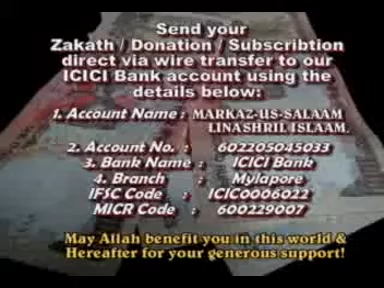 Send your
Zakath / Donation / Subscribtion
direct via wire transfer to our
ICICI Bank account using the
details below:
1. Account Name : MARKAZ-US-SALAAM
LINASHRIL ISLAAM.
2. Account No. : 602205045033
3. Bank Name : ICICI Bank
4. Branch : Mylapore
IFSC Code : ICIC0006022
MICR Code : 600229007
May Allah benefit you in this world &
Hereafter for your generous support!